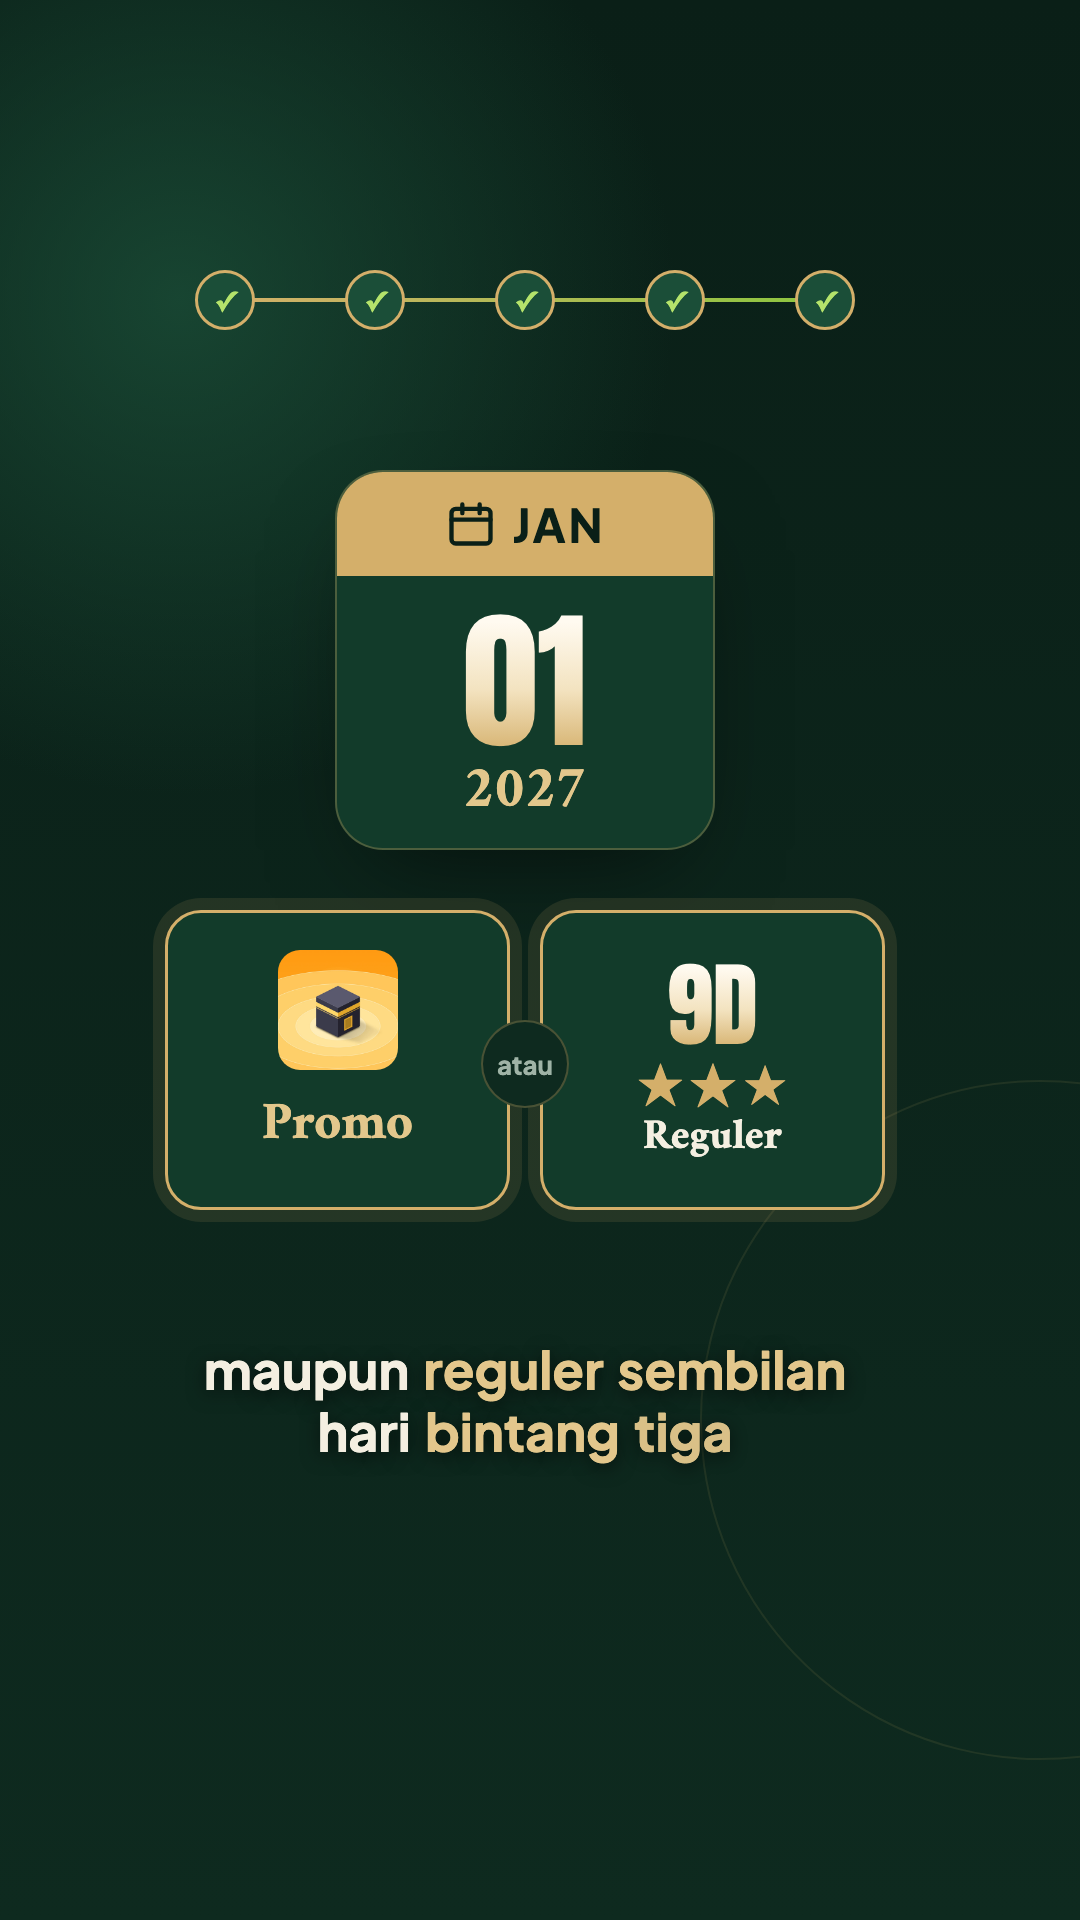 JAN
01
2027
Promo
atau
9D
Reguler
maupun reguler sembilan
hari bintang tiga